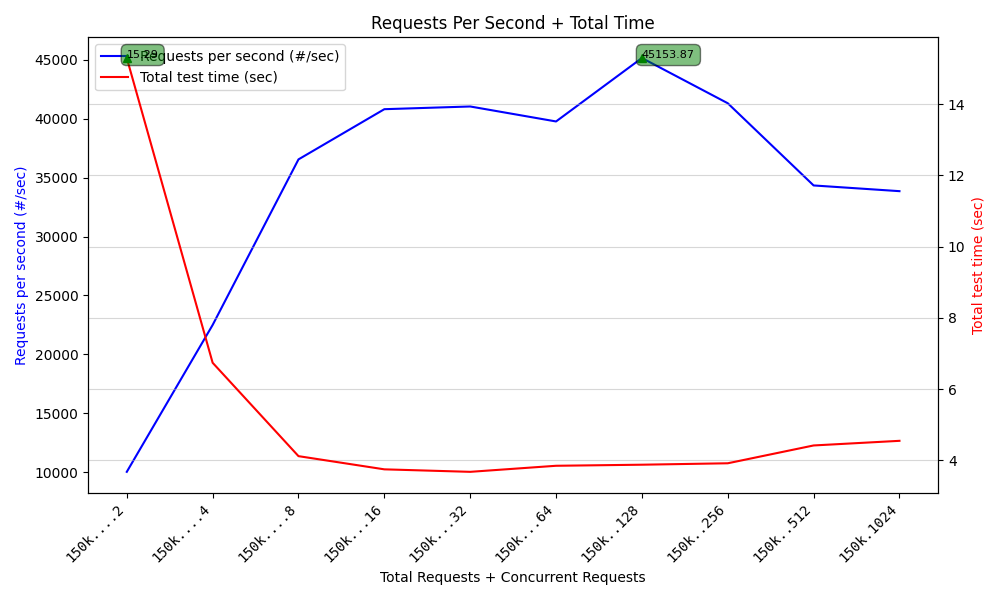 Requests Per Second + Total Time
15.29
Requests per second (#/sec)
Total test time (sec)
45153.87
45000
40000
35000
30000
25000
20000
15000
10000
Requests per second (#/sec)
14
12
10
8
6
4
Total test time (sec)
150k....2
150k....4
150k....8
150k...16
150k...32
150k...64
150k..128
150k..256
150k..512
150k.1024
Total Requests + Concurrent Requests